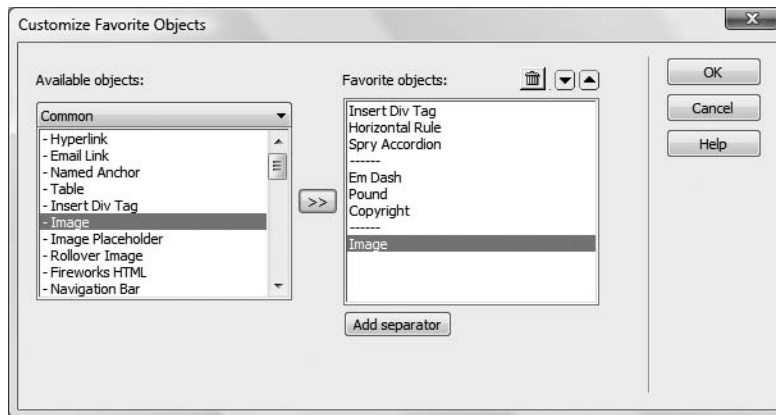 Customize Favorite Objects
X
Available objects:
Common
- Hyperlink
- Email Link
- Named Anchor
- Table
- Insert Div Tag
- Image
- Image Placeholder
- Rollover Image
- Fireworks HTML
- Navigation Bar
>>
Favorite objects:
Insert Div Tag
Horizontal Rule
Spry Accordion
------
Em Dash
Pound
Copyright
------
Image
Add separator
OK
Cancel
Help